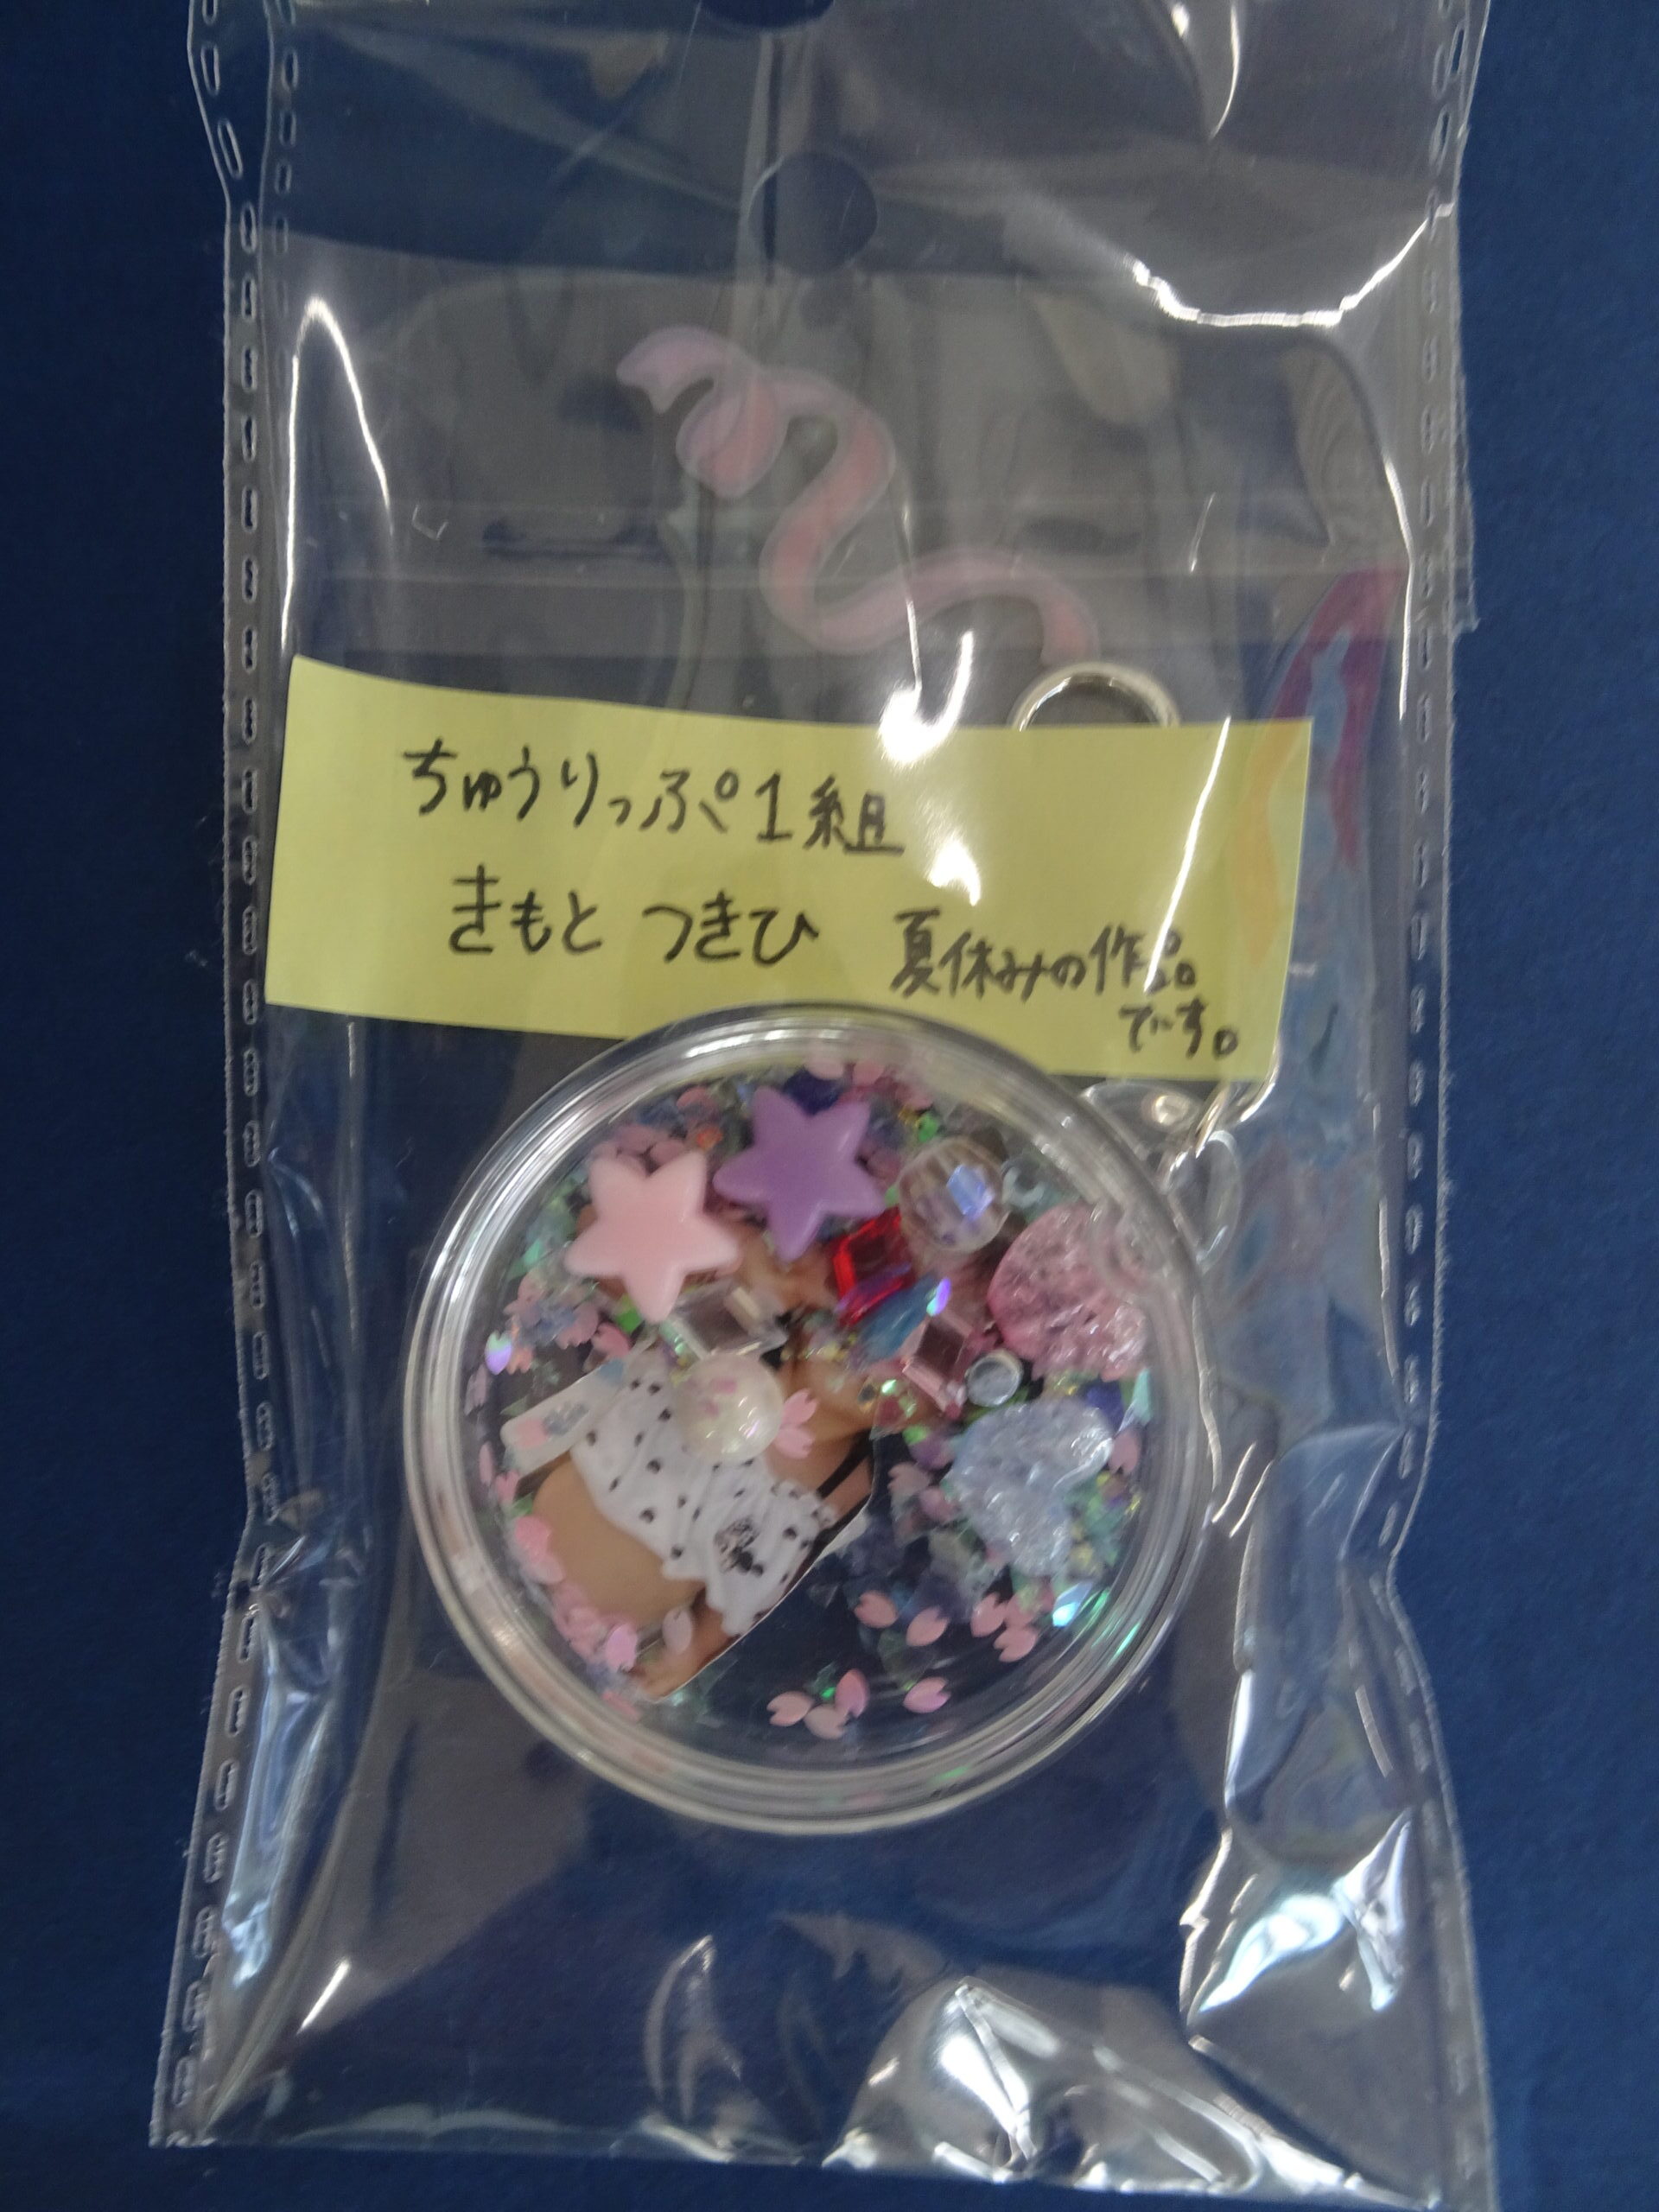 ちゅうりっぷ1組
きもと つきひ
夏休みの作品
です。